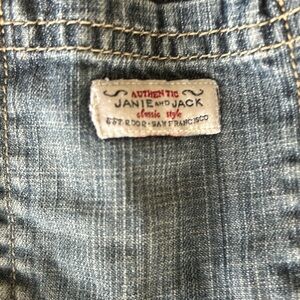 AUTHENTIC
JANIE AND JACK
classic style
EST 2002 - SAN FRANCISCO